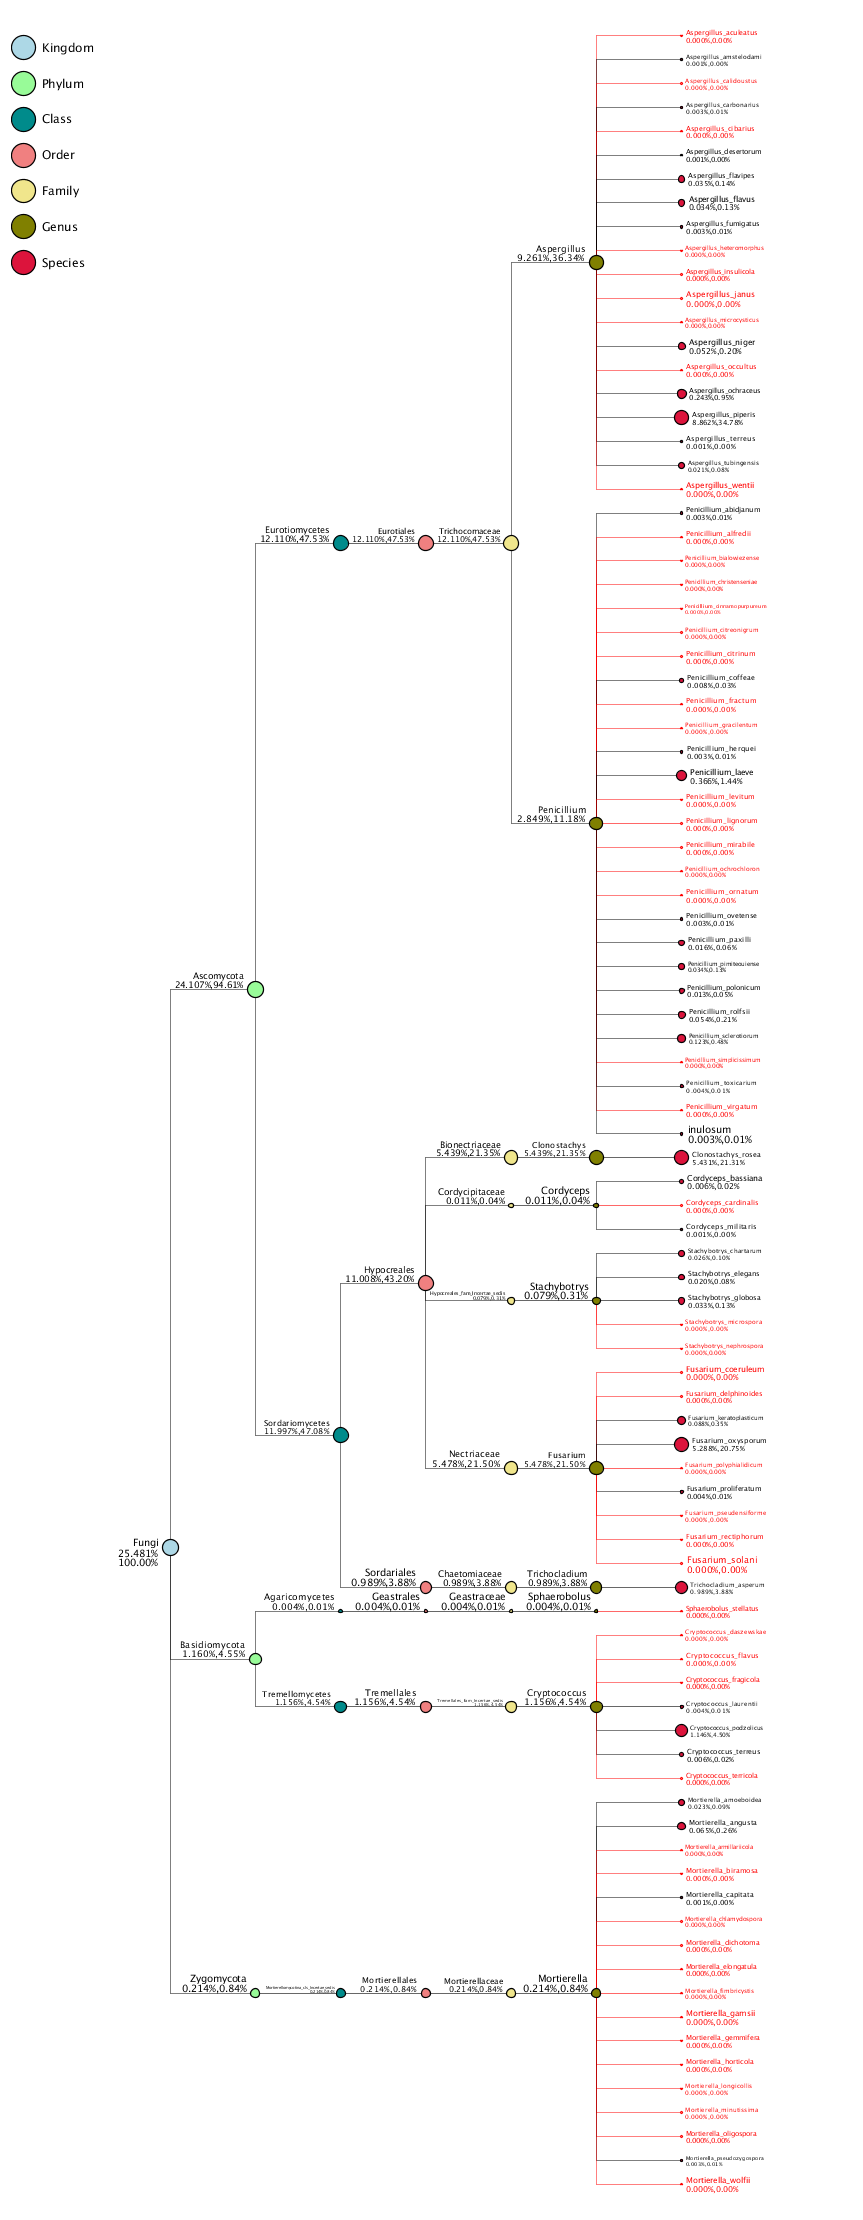 Kingdom
Phylum
Class
Order
Family
Genus
Species
Aspergillus_aculeatus
0.000%,0.00%
Aspergillus_amstelodami
0.001%,0.00%
Aspergillus_calidoustus
0.000%,0.00%
Aspergillus_carbonarius
0.003%,0.01%
Aspergillus_cibarius
0.000%,0.00%
Aspergillus_desertorum
0.001%,0.00%
Aspergillus_flavipes
0.035%,0.14%
Aspergillus_flavus
0.034%,0.13%
Aspergillus_fumigatus
0.003%,0.01%
Aspergillus
9.261%,36.34%
Aspergillus_heteromorphus
0.000%,0.00%
Aspergillus_insulicola
0.000%,0.00%
Aspergillus_janus
0.000%,0.00%
Aspergillus_microcysticus
0.000%,0.00%
Aspergillus_niger
0.052%,0.20%
Aspergillus_occultus
0.000%,0.00%
Aspergillus_ochraceus
0.243%,0.95%
Aspergillus_piperis
8.862%,34.78%
Aspergillus_terreus
0.001%,0.00%
Aspergillus_tubingensis
0.021%,0.08%
Aspergillus_wentii
0.000%,0.00%
Penicillium_abidjanum
0.003%,0.01%
Eurotiomycetes
12.110%,47.53%
Eurotiales
12.110%,47.53%
Trichocomaceae
12.110%,47.53%
Penicillium_alfredii
0.000%,0.00%
Penicillium_bialowiezense
0.000%,0.00%
Penicillium_christenseniae
0.000%,0.00%
Penicillium_cinnamopurpureum
0.000%,0.00%
Penicillium_citreonigrum
0.000%,0.00%
Penicillium_citrinum
0.000%,0.00%
Penicillium_coffeae
0.008%,0.03%
Penicillium_fractum
0.000%,0.00%
Penicillium_gracilentum
0.000%,0.00%
Penicillium_herquei
0.003%,0.01%
Penicillium_laeve
0.366%,1.44%
Penicillium_levitum
0.000%,0.00%
Penicillium
2.849%,11.18%
Penicillium_lignorum
0.000%,0.00%
Penicillium_mirabile
0.000%,0.00%
Penicillium_ochrochloron
0.000%,0.00%
Penicillium_ornatum
0.000%,0.00%
Penicillium_ovetense
0.003%,0.01%
Penicillium_paxilli
0.016%,0.06%
Penicillium_pimiteouiense
0.034%,0.13%
Ascomycota
24.107%,94.61%
Penicillium_polonicum
0.013%,0.05%
Penicillium_rolfsii
0.054%,0.21%
Penicillium_sclerotiorum
0.123%,0.48%
Penicillium_simplicissimum
0.000%,0.00%
Penicillium_toxicarium
0.004%,0.01%
Penicillium_virgatum
0.000%,0.00%
inulosum
0.003%,0.01%
Bionectriaceae
5.439%,21.35%
Clonostachys
5.439%,21.35%
Clonostachys_rosea
5.431%,21.31%
Cordyceps_bassiana
0.006%,0.02%
Cordycipitaceae
0.011%,0.04%
Cordyceps
0.011%,0.04%
Cordyceps_cardinalis
0.000%,0.00%
Cordyceps_militaris
0.001%,0.00%
Stachybotrys_chartarum
0.026%,0.10%
Hypocreales
11.008%,43.20%
Stachybotrys_elegans
0.020%,0.08%
Hypocreales_fam_Incertae_sedis
0.079%,0.31%
Stachybotrys
0.079%,0.31%
Stachybotrys_globosa
0.033%,0.13%
Stachybotrys_microspora
0.000%,0.00%
Stachybotrys_nephrospora
0.000%,0.00%
Fusarium_coeruleum
0.000%,0.00%
Fusarium_delphinoides
0.000%,0.00%
Sordariomycetes
11.997%,47.08%
Fusarium_keratoplasticum
0.088%,0.35%
Fusarium_oxysporum
5.288%,20.75%
Nectriaceae
5.478%,21.50%
Fusarium
5.478%,21.50%
Fusarium_polyphialidicum
0.000%,0.00%
Fusarium_proliferatum
0.004%,0.01%
Fusarium_pseudensiforme
0.000%,0.00%
Fusarium_rectiphorum
0.000%,0.00%
Fungi
25.481%
100.00%
Fusarium_solani
0.000%,0.00%
Sordariales
0.989%,3.88%
Chaetomiaceae
0.989%,3.88%
Trichocladium
0.989%,3.88%
Trichocladium_asperum
0.989%,3.88%
Agaricomycetes
0.004%,0.01%
Geastrales
0.004%,0.01%
Geastraceae
0.004%,0.01%
Sphaerobolus
0.004%,0.01%
Sphaerobolus_stellatus
0.000%,0.00%
Cryptococcus_daszewskae
0.000%,0.00%
Basidiomycota
1.160%,4.55%
Cryptococcus_flavus
0.000%,0.00%
Cryptococcus_fragicola
0.000%,0.00%
Tremellomycetes
1.156%,4.54%
Tremellales
1.156%,4.54%
Tremellales_fam_Incertae_sedis
1.156%,4.54%
Cryptococcus
1.156%,4.54%
Cryptococcus_laurentii
0.004%,0.01%
Cryptococcus_podzolicus
1.146%,4.50%
Cryptococcus_terreus
0.006%,0.02%
Cryptococcus_terricola
0.000%,0.00%
Mortierella_amoeboidea
0.023%,0.09%
Mortierella_angusta
0.065%,0.26%
Mortierella_armillariicola
0.000%,0.00%
Mortierella_biramosa
0.000%,0.00%
Mortierella_capitata
0.001%,0.00%
Mortierella_chlamydospora
0.000%,0.00%
Mortierella_dichotoma
0.000%,0.00%
Mortierella_elongatula
0.000%,0.00%
Zygomycota
0.214%,0.84%
Mortierellomycotina_cls_Incertae_sedis
0.214%,0.84%
Mortierellales
0.214%,0.84%
Mortierellaceae
0.214%,0.84%
Mortierella
0.214%,0.84%
Mortierella_fimbricystis
0.000%,0.00%
Mortierella_gamsii
0.000%,0.00%
Mortierella_gemmifera
0.000%,0.00%
Mortierella_horticola
0.000%,0.00%
Mortierella_longicollis
0.000%,0.00%
Mortierella_minutissima
0.000%,0.00%
Mortierella_oligospora
0.000%,0.00%
Mortierella_pseudozygospora
0.003%,0.01%
Mortierella_wolfii
0.000%,0.00%